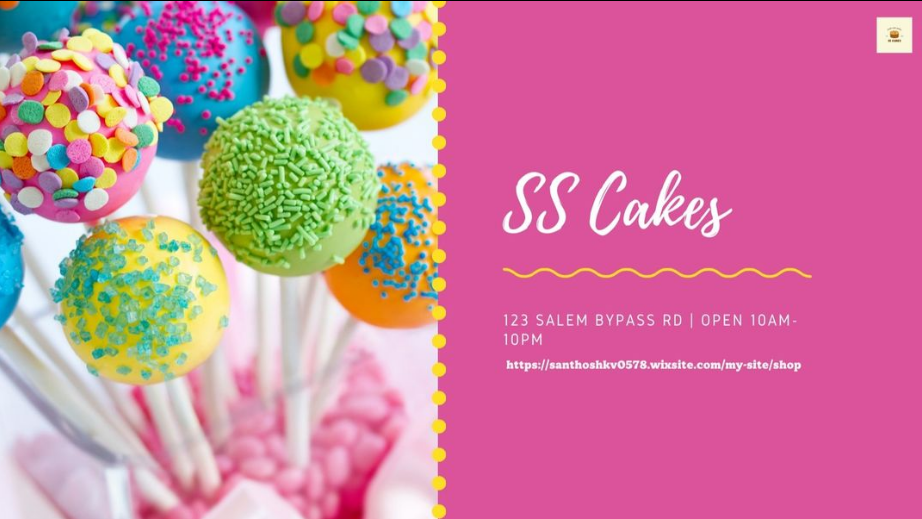 SS Cakes
123 SALEM BYPASS RD | OPEN 10AM-
10PM
https://santhoshkv0578.wixsite.com/my-site/shop